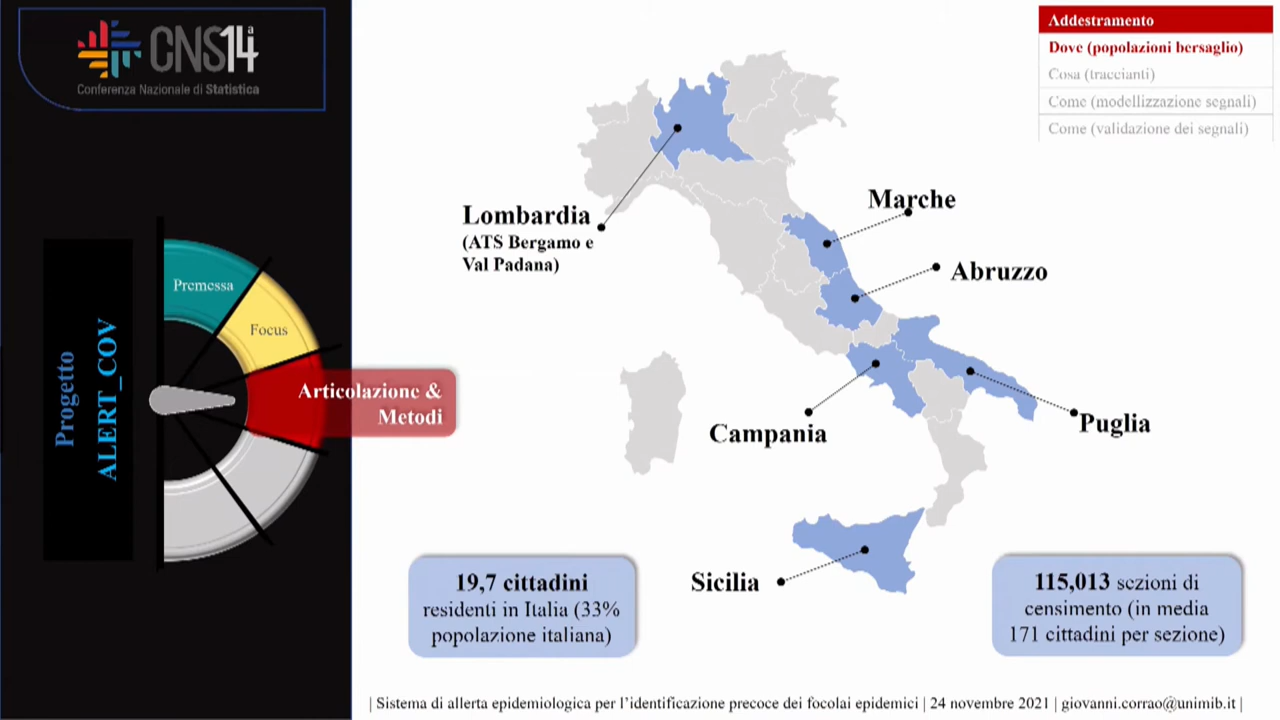 CNS14ª
Conferenza Nazionale di Statistica
Progetto
ALERT_COV
Premessa
Focus
Articolazione &
Metodi
Addestramento
Dove (popolazioni bersaglio)
Cosa (traccianti)
Come (modellizzazione segnali)
Come (validazione dei segnali)
Lombardia
(ATS Bergamo e
Val Padana)
Marche
Abruzzo
Campania
Puglia
Sicilia
19,7 cittadini
residenti in Italia (33%
popolazione italiana)
115,013 sezioni di
censimento (in media
171 cittadini per sezione)
| Sistema di allerta epidemiologica per l'identificazione precoce dei focolai epidemici | 24 novembre 2021 | giovanni.corrao@unimib.it |